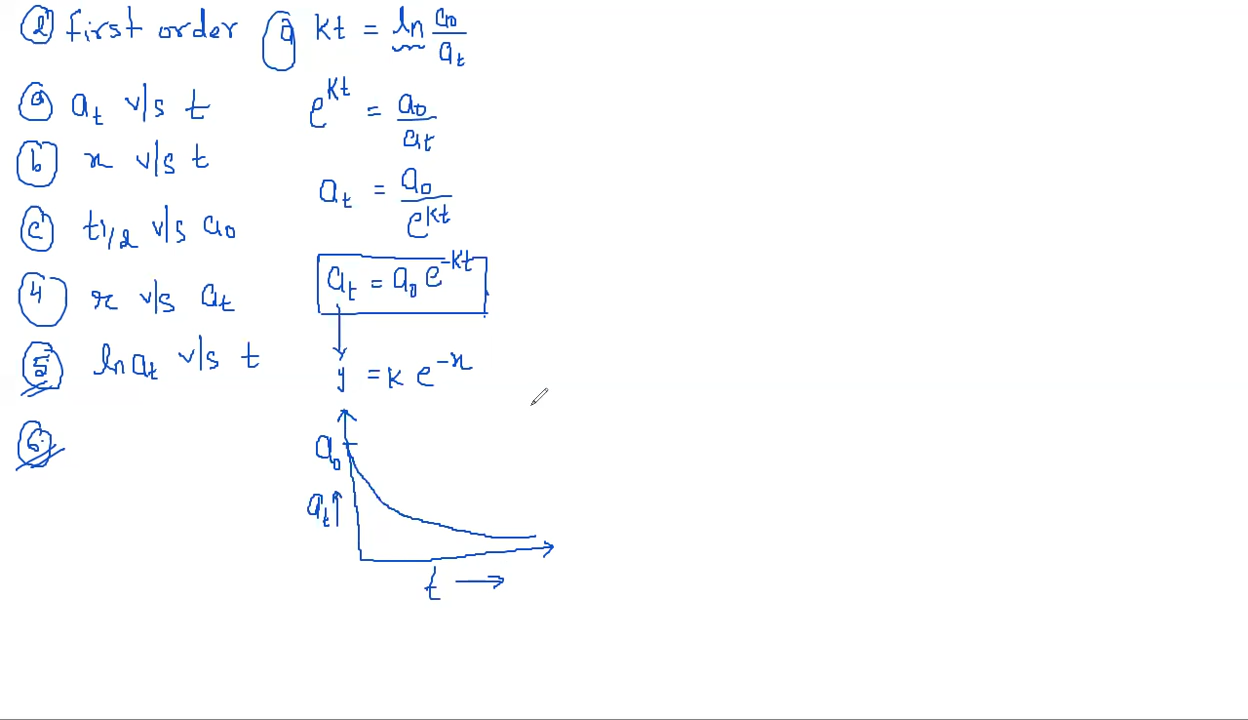 ② first order
ⓐ at v/s t
ⓑ x v/s t
ⓒ t1/2 v/s a0
④ r v/s at
⑤ ln at v/s t
⑥
ⓐ Kt = ln a0/at
e^Kt = a0/at
at = a0/e^Kt
at = a0 e^-Kt
y = K e^-x
a0
at ↑
t →